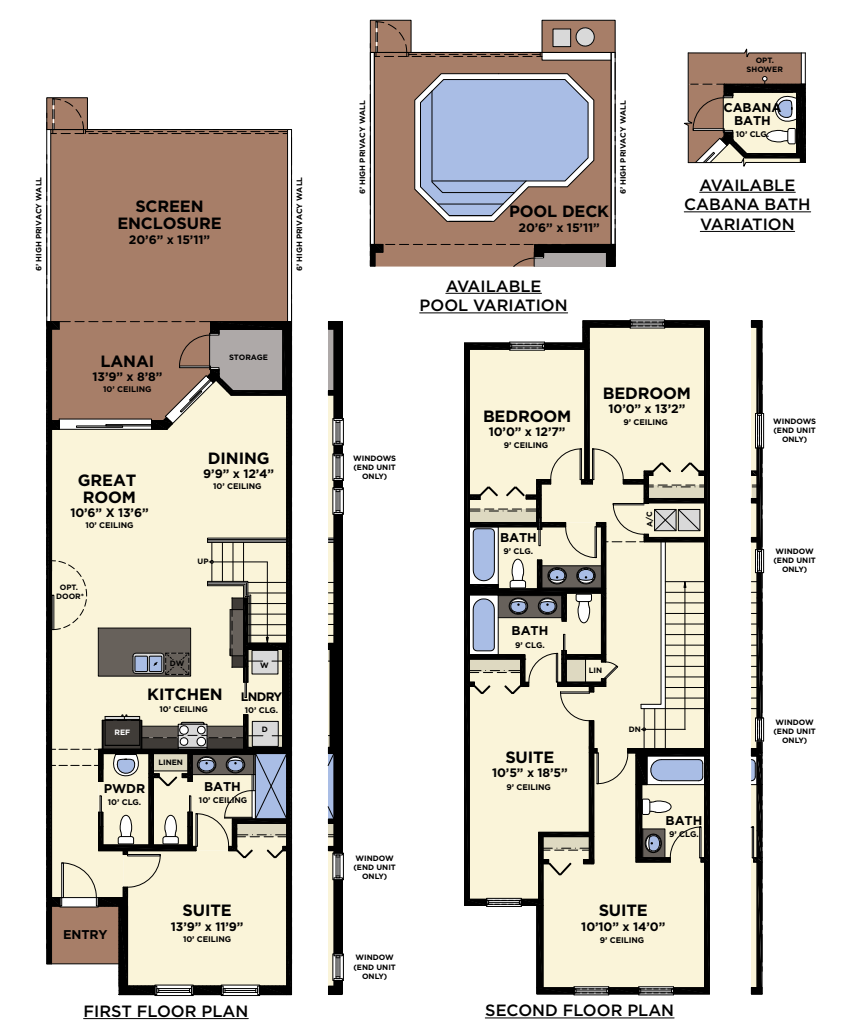 6' HIGH PRIVACY WALL
SCREEN
ENCLOSURE
20'6" x 15'11"
6' HIGH PRIVACY WALL
LANAI
13'9" x 8'8"
10' CEILING
STORAGE
DINING
9'9" x 12'4"
10' CEILING
GREAT
ROOM
10'6" X 13'6"
10' CEILING
UP
OPT.
DOOR*
DW
W
KITCHEN
10' CEILING
LNDRY
10' CLG.
D
REF
LINEN
PWDR
10' CLG.
BATH
10' CEILING
SUITE
13'9" x 11'9"
10' CEILING
ENTRY
FIRST FLOOR PLAN
WINDOWS
(END UNIT
ONLY)
WINDOW
(END UNIT
ONLY)
WINDOW
(END UNIT
ONLY)
6' HIGH PRIVACY WALL
6' HIGH PRIVACY WALL
POOL DECK
20'6" x 15'11"
AVAILABLE
POOL VARIATION
OPT.
SHOWER
CABANA
BATH
10' CLG.
AVAILABLE
CABANA BATH
VARIATION
BEDROOM
10'0" x 13'2"
9' CEILING
BEDROOM
10'0" x 12'7"
9' CEILING
A/C
BATH
9' CLG.
BATH
9' CLG.
LIN
DN
SUITE
10'5" x 18'5"
9' CEILING
BATH
9' CLG.
SUITE
10'10" x 14'0"
9' CEILING
SECOND FLOOR PLAN
WINDOWS
(END UNIT
ONLY)
WINDOW
(END UNIT
ONLY)
WINDOW
(END UNIT
ONLY)